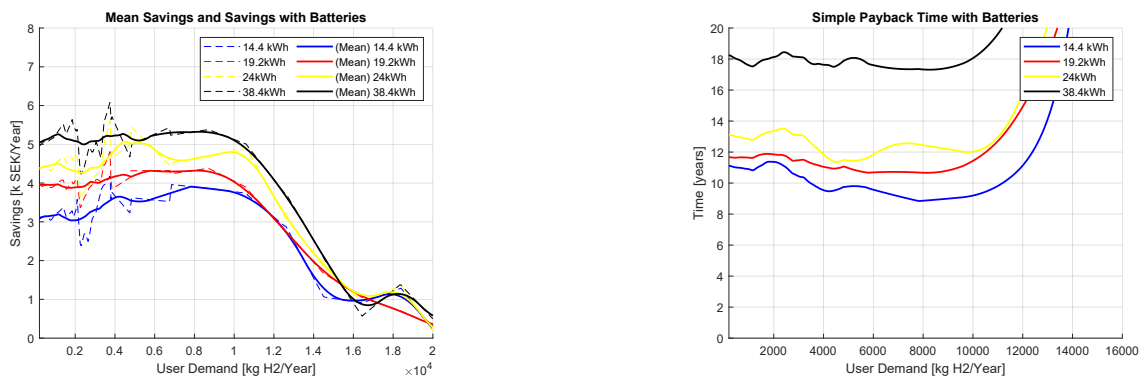 Mean Savings and Savings with Batteries
14.4 kWh
19.2kWh
24kWh
38.4kWh
(Mean) 14.4 kWh
(Mean) 19.2kWh
(Mean) 24kWh
(Mean) 38.4kWh
8
7
6
5
4
3
2
1
0
Savings [k SEK/Year]
0.2 0.4 0.6 0.8 1 1.2 1.4 1.6 1.8 2
User Demand [kg H2/Year]
×10⁴
Simple Payback Time with Batteries
14.4 kWh
19.2kWh
24kWh
38.4kWh
20
18
16
14
12
10
8
6
4
2
0
Time [years]
2000 4000 6000 8000 10000 12000 14000 16000
User Demand [kg H2/Year]